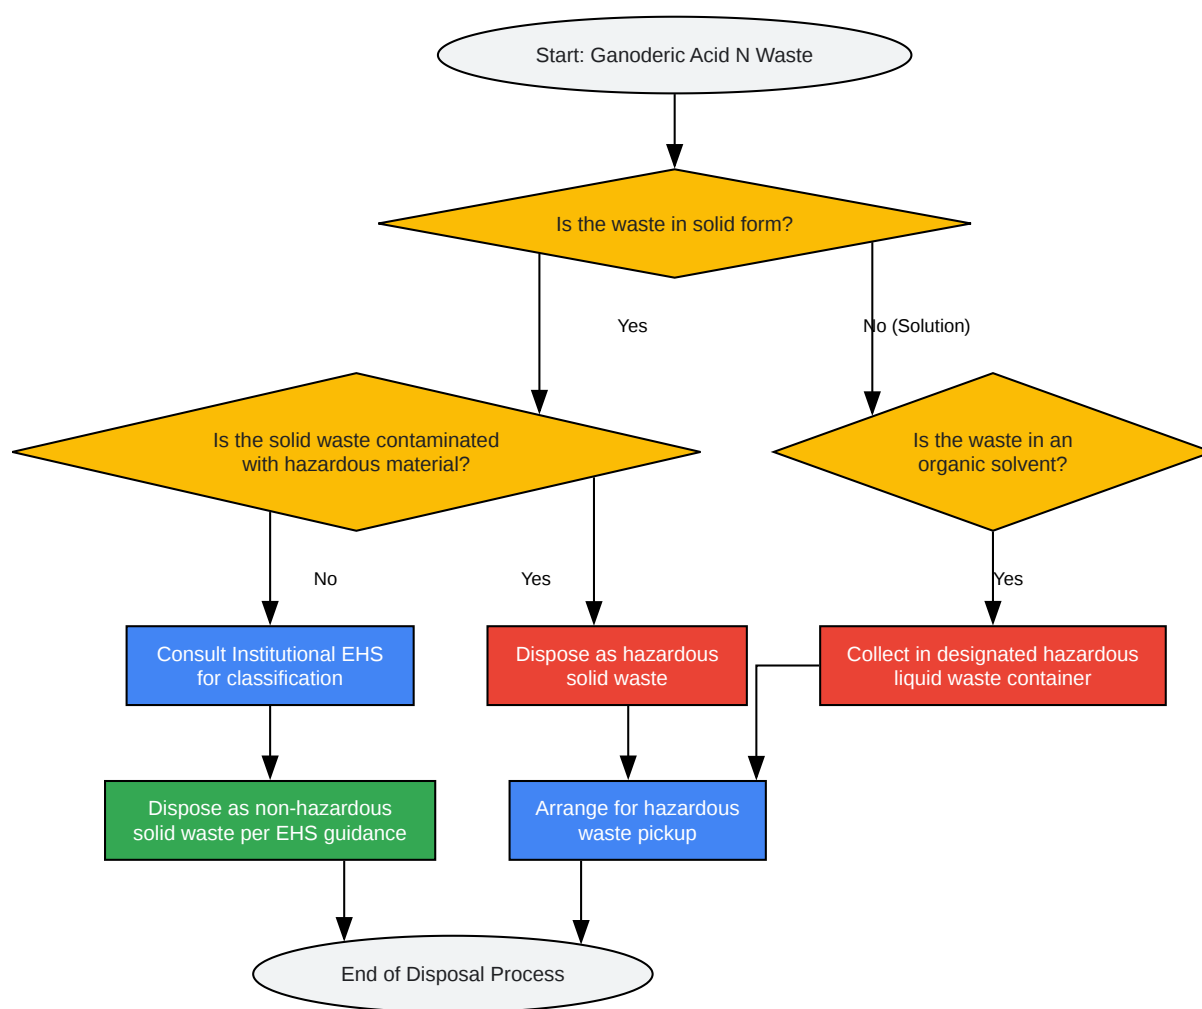 Start: Ganoderic Acid N Waste
Is the waste in solid form?
Yes
No (Solution)
Is the solid waste contaminated
with hazardous material?
Is the waste in an
organic solvent?
No
Yes
Yes
Consult Institutional EHS
for classification
Dispose as hazardous
solid waste
Collect in designated hazardous
liquid waste container
Dispose as non-hazardous
solid waste per EHS guidance
Arrange for hazardous
waste pickup
End of Disposal Process